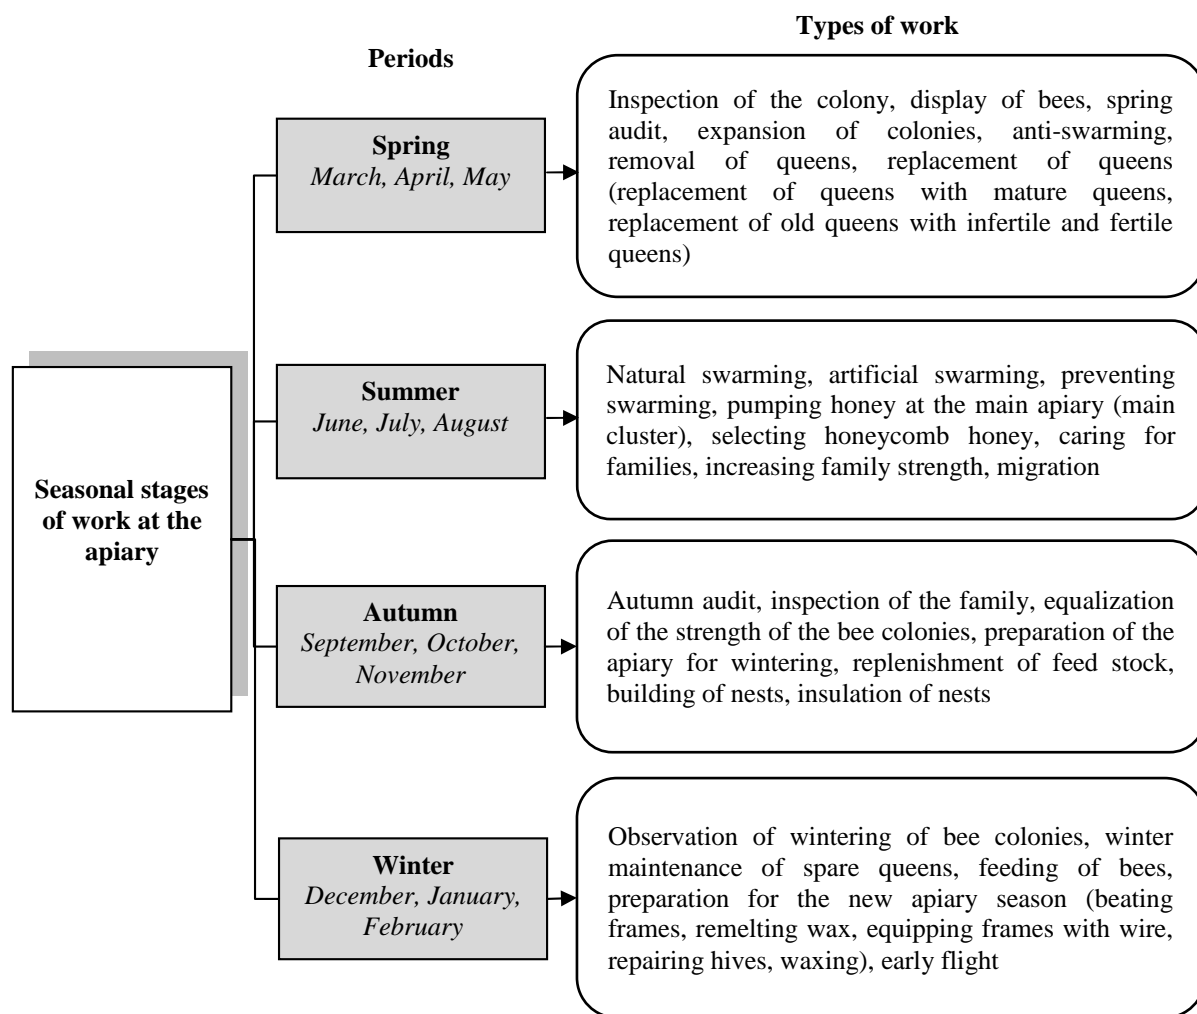 Types of work
Periods
Seasonal stages
of work at the
apiary
Spring
March, April, May
Inspection of the colony, display of bees, spring
audit, expansion of colonies, anti-swarming,
removal of queens, replacement of queens
(replacement of queens with mature queens,
replacement of old queens with infertile and fertile
queens)
Summer
June, July, August
Natural swarming, artificial swarming, preventing
swarming, pumping honey at the main apiary (main
cluster), selecting honeycomb honey, caring for
families, increasing family strength, migration
Autumn
September, October,
November
Autumn audit, inspection of the family, equalization
of the strength of the bee colonies, preparation of the
apiary for wintering, replenishment of feed stock,
building of nests, insulation of nests
Winter
December, January,
February
Observation of wintering of bee colonies, winter
maintenance of spare queens, feeding of bees,
preparation for the new apiary season (beating
frames, remelting wax, equipping frames with wire,
repairing hives, waxing), early flight